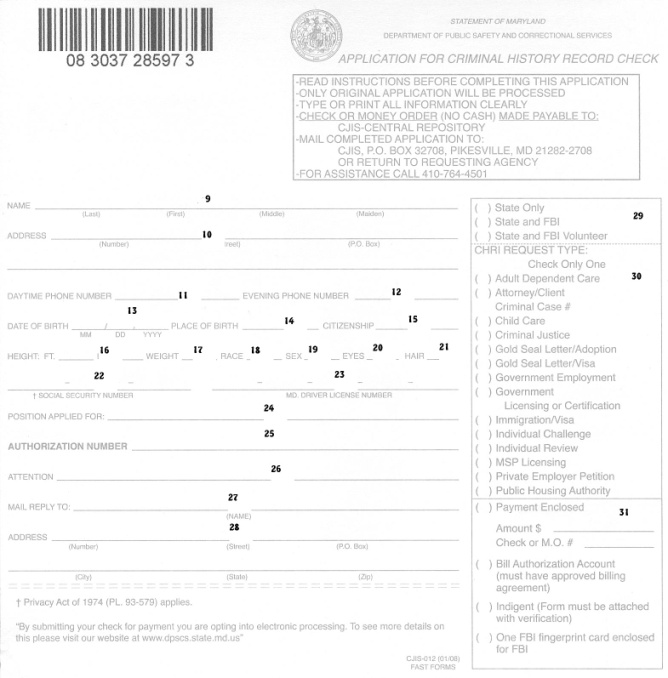 08 3037 28597 3
STATEMENT OF MARYLAND
DEPARTMENT OF PUBLIC SAFETY AND CORRECTIONAL SERVICES
APPLICATION FOR CRIMINAL HISTORY RECORD CHECK
-READ INSTRUCTIONS BEFORE COMPLETING THIS APPLICATION
-ONLY ORIGINAL APPLICATION WILL BE PROCESSED
-TYPE OR PRINT ALL INFORMATION CLEARLY
-CHECK OR MONEY ORDER (NO CASH) MADE PAYABLE TO:
CJIS-CENTRAL REPOSITORY
-MAIL COMPLETED APPLICATION TO:
CJIS, P.O. BOX 32708, PIKESVILLE, MD 21282-2708
OR RETURN TO REQUESTING AGENCY
-FOR ASSISTANCE CALL 410-764-4501
NAME 9
(Last) (First) (Middle) (Maiden)
ADDRESS 10
(Number) treet) (P.O. Box)
DAYTIME PHONE NUMBER 11 EVENING PHONE NUMBER 12
13
DATE OF BIRTH / / PLACE OF BIRTH 14 CITIZENSHIP 15
MM DD YYYY
HEIGHT: FT. 16 WEIGHT 17 RACE 18 SEX 19 EYES 20 HAIR 21
– 22 – – 23 –
† SOCIAL SECURITY NUMBER MD. DRIVER LICENSE NUMBER
POSITION APPLIED FOR: 24
AUTHORIZATION NUMBER 25
ATTENTION 26
MAIL REPLY TO: 27
(NAME)
ADDRESS 28
(Number) (Street) (P.O. Box)
(City) (State) (Zip)
† Privacy Act of 1974 (PL. 93-579) applies.
"By submitting your check for payment you are opting into electronic processing. To see more details on
this please visit our website at www.dpscs.state.md.us"
CJIS-012 (01/08)
FAST FORMS
( ) State Only
( ) State and FBI 29
( ) State and FBI Volunteer
CHRI REQUEST TYPE:
Check Only One
( ) Adult Dependent Care 30
( ) Attorney/Client
Criminal Case #
( ) Child Care
( ) Criminal Justice
( ) Gold Seal Letter/Adoption
( ) Gold Seal Letter/Visa
( ) Government Employment
( ) Government
Licensing or Certification
( ) Immigration/Visa
( ) Individual Challenge
( ) Individual Review
( ) MSP Licensing
( ) Private Employer Petition
( ) Public Housing Authority
( ) Payment Enclosed 31
Amount $
Check or M.O. #
( ) Bill Authorization Account
(must have approved billing
agreement)
( ) Indigent (Form must be attached
with verification)
( ) One FBI fingerprint card enclosed
for FBI